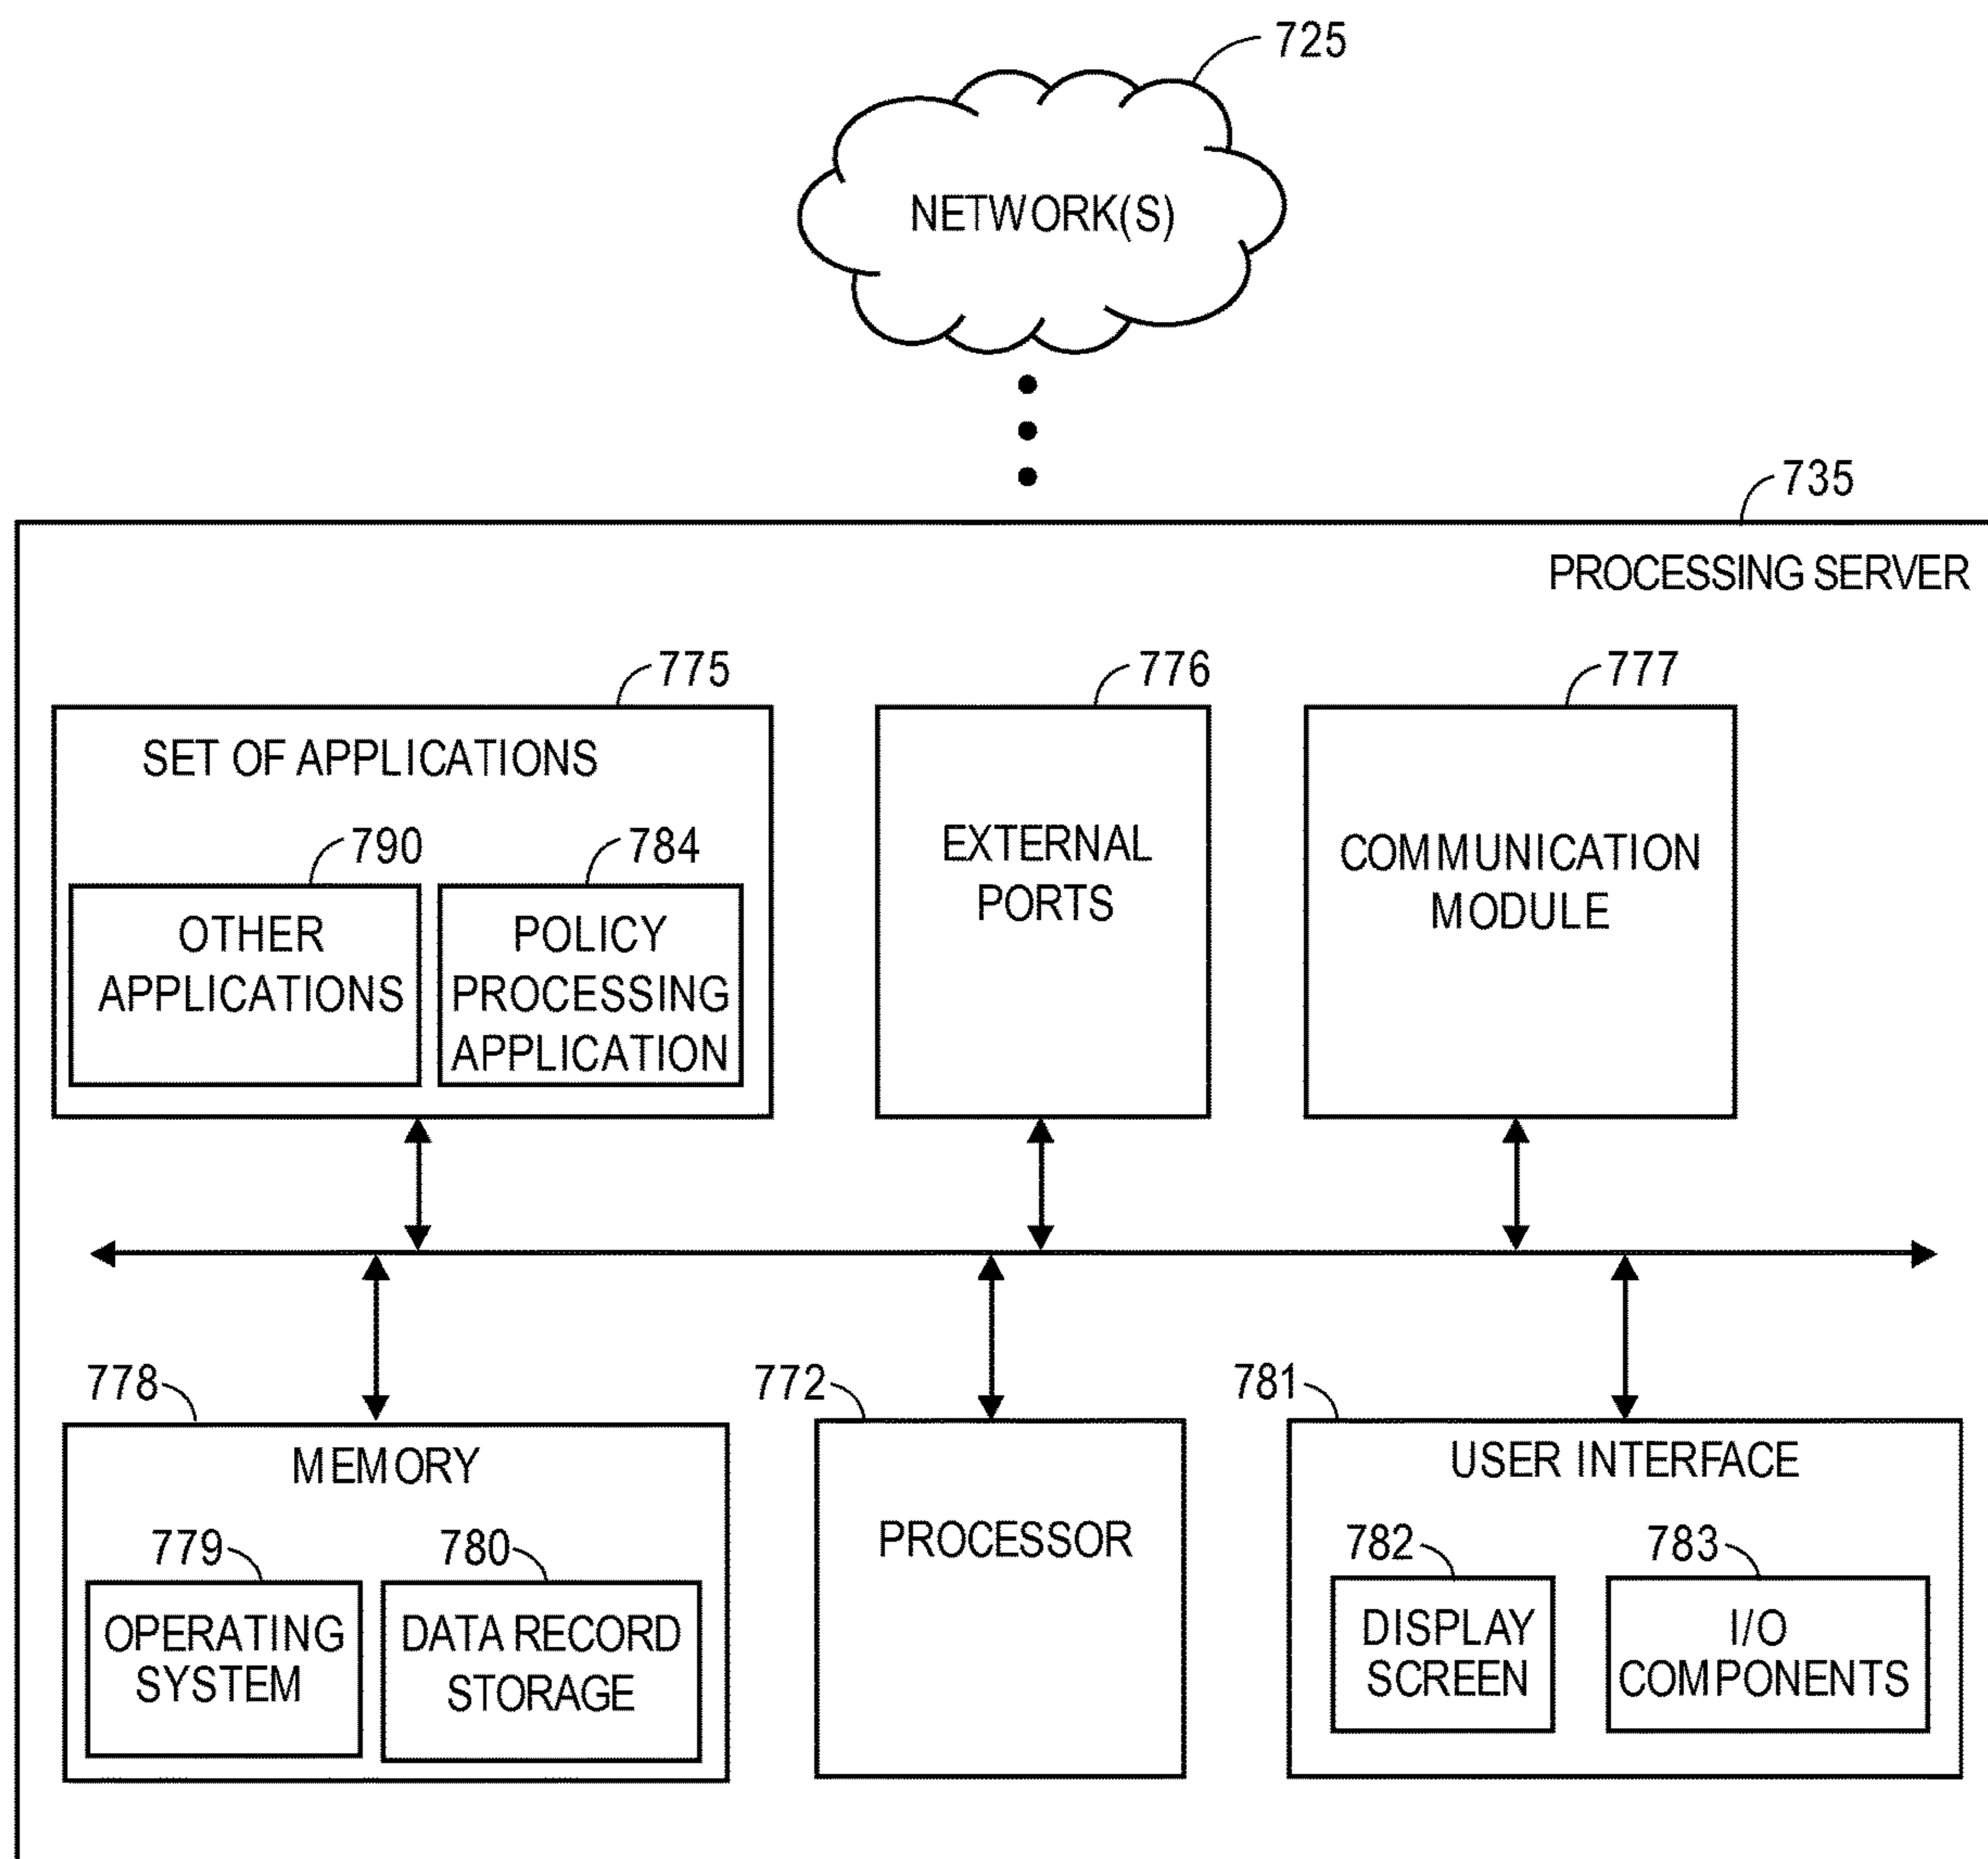 725
NETWORK(S)
735
PROCESSING SERVER
775
776
777
SET OF APPLICATIONS
790
784
OTHER
APPLICATIONS
POLICY
PROCESSING
APPLICATION
EXTERNAL
PORTS
COMMUNICATION
MODULE
778
772
781
MEMORY
779
780
OPERATING
SYSTEM
DATA RECORD
STORAGE
PROCESSOR
USER INTERFACE
782
783
DISPLAY
SCREEN
I/O
COMPONENTS